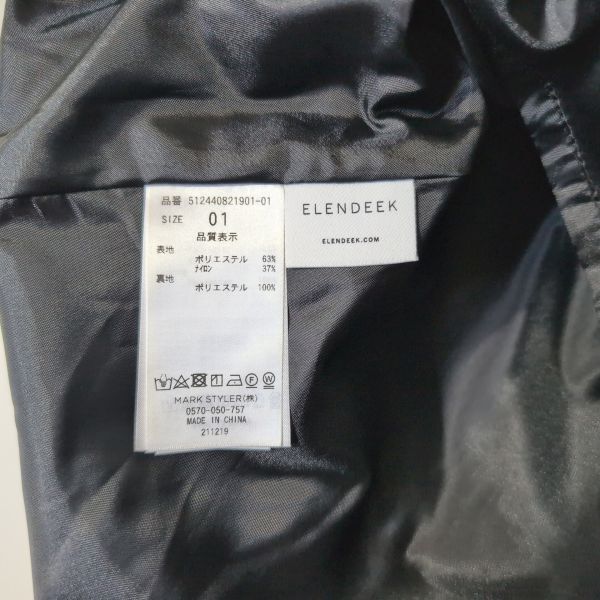 品番 512440821901-01
SIZE 01
品質表示
表地
ポリエステル 63%
ナイロン 37%
裏地
ポリエステル 100%
MARK STYLER(株)
0570-050-757
MADE IN CHINA
211219
ELENDEEK
ELENDEEK.COM